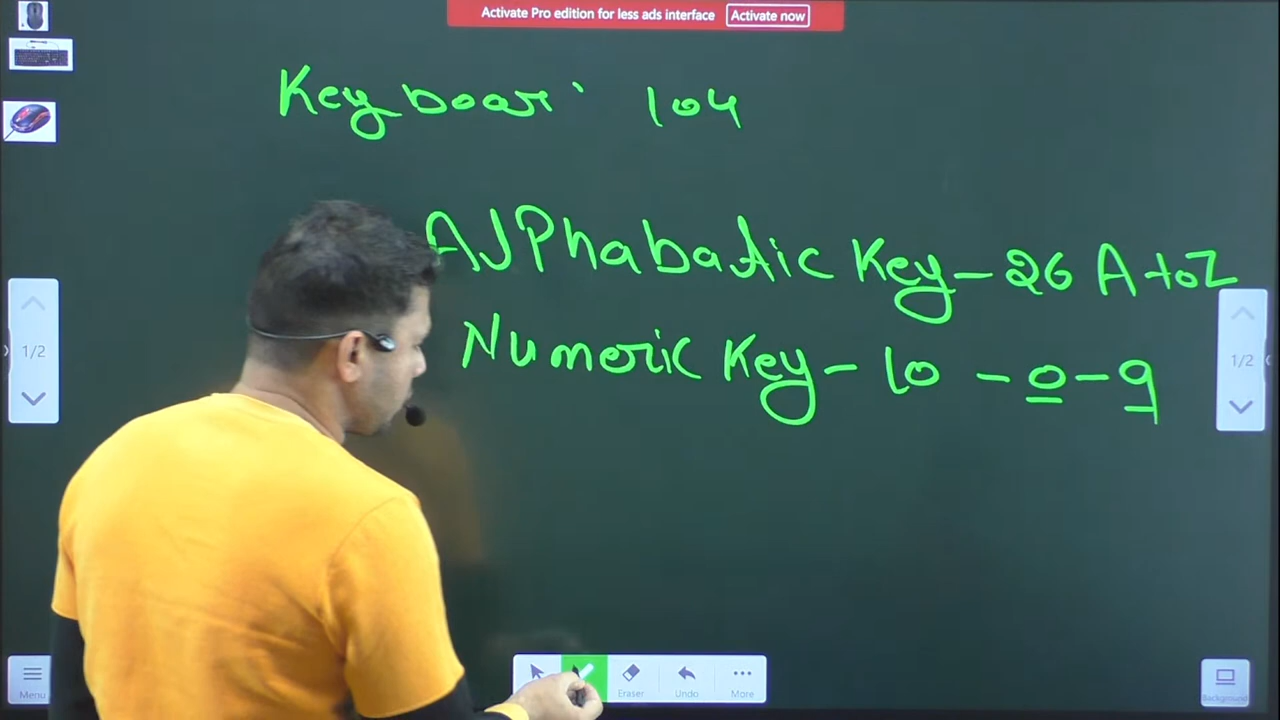 Activate Pro edition for less ads interface Activate now
Keyboar 104
AlPhabatic Key - 26 A to Z
Numeric Key - 10 - 0 - 9
1/2
1/2
Menu
Eraser
Undo
More
Background